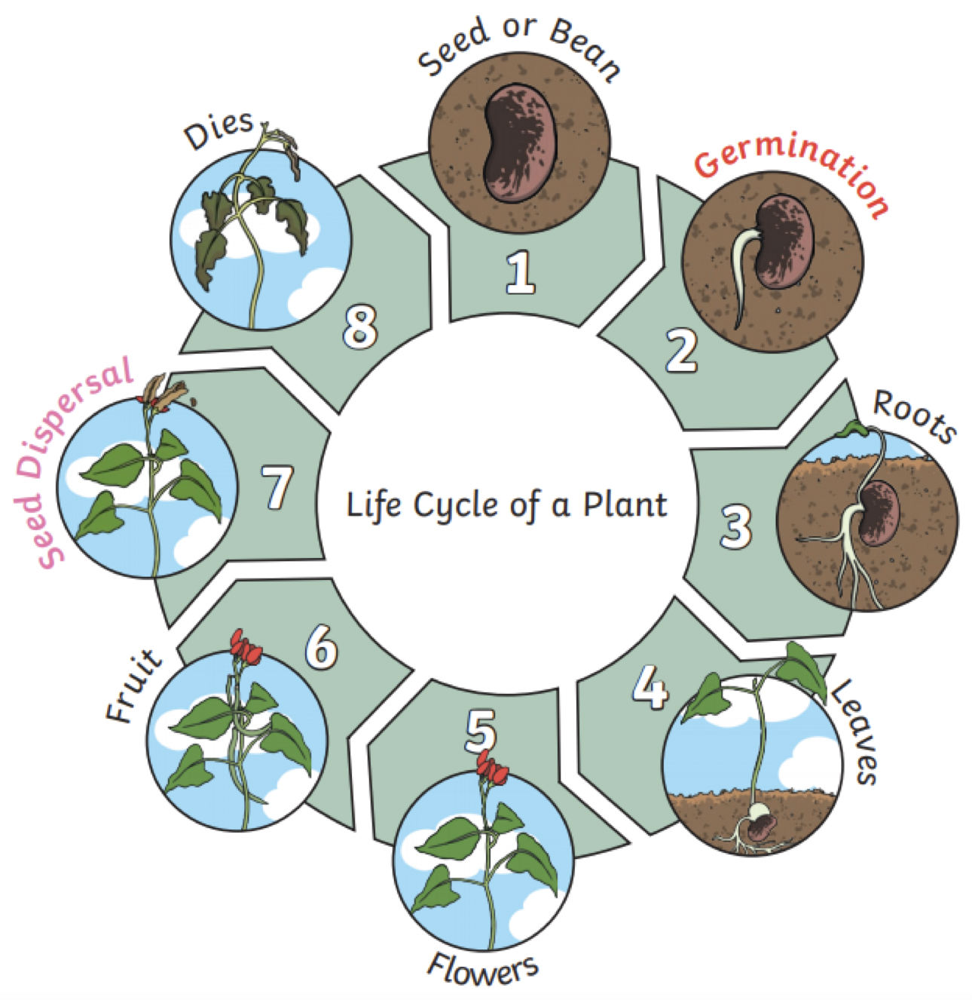 Seed or Bean
1
Germination
2
Roots
3
Leaves
4
Flowers
5
Fruit
6
Seed Dispersal
7
Dies
8
Life Cycle of a Plant